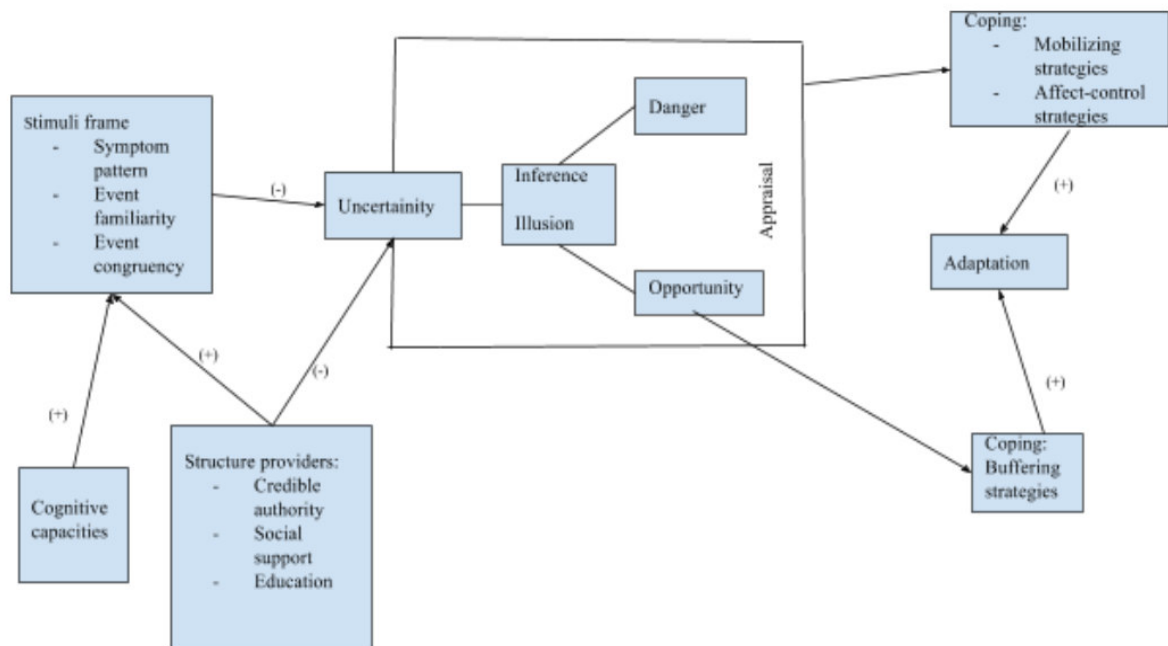 Stimuli frame
- Symptom
pattern
- Event
familiarity
- Event
congruency
(-)
Uncertainity
Inference
Illusion
Danger
Opportunity
Appraisal
Coping:
- Mobilizing
strategies
- Affect-control
strategies
(+)
Adaptation
(+)
Coping:
Buffering
strategies
(+)
(-)
(+)
Cognitive
capacities
Structure providers:
- Credible
authority
- Social
support
- Education